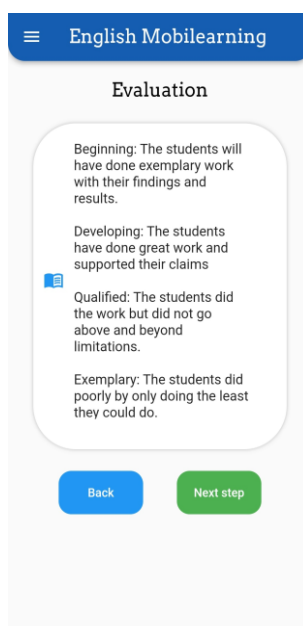 English Mobilearning
Evaluation
Beginning: The students will
have done exemplary work
with their findings and
results.
Developing: The students
have done great work and
supported their claims
Qualified: The students did
the work but did not go
above and beyond
limitations.
Exemplary: The students did
poorly by only doing the least
they could do.
Back
Next step